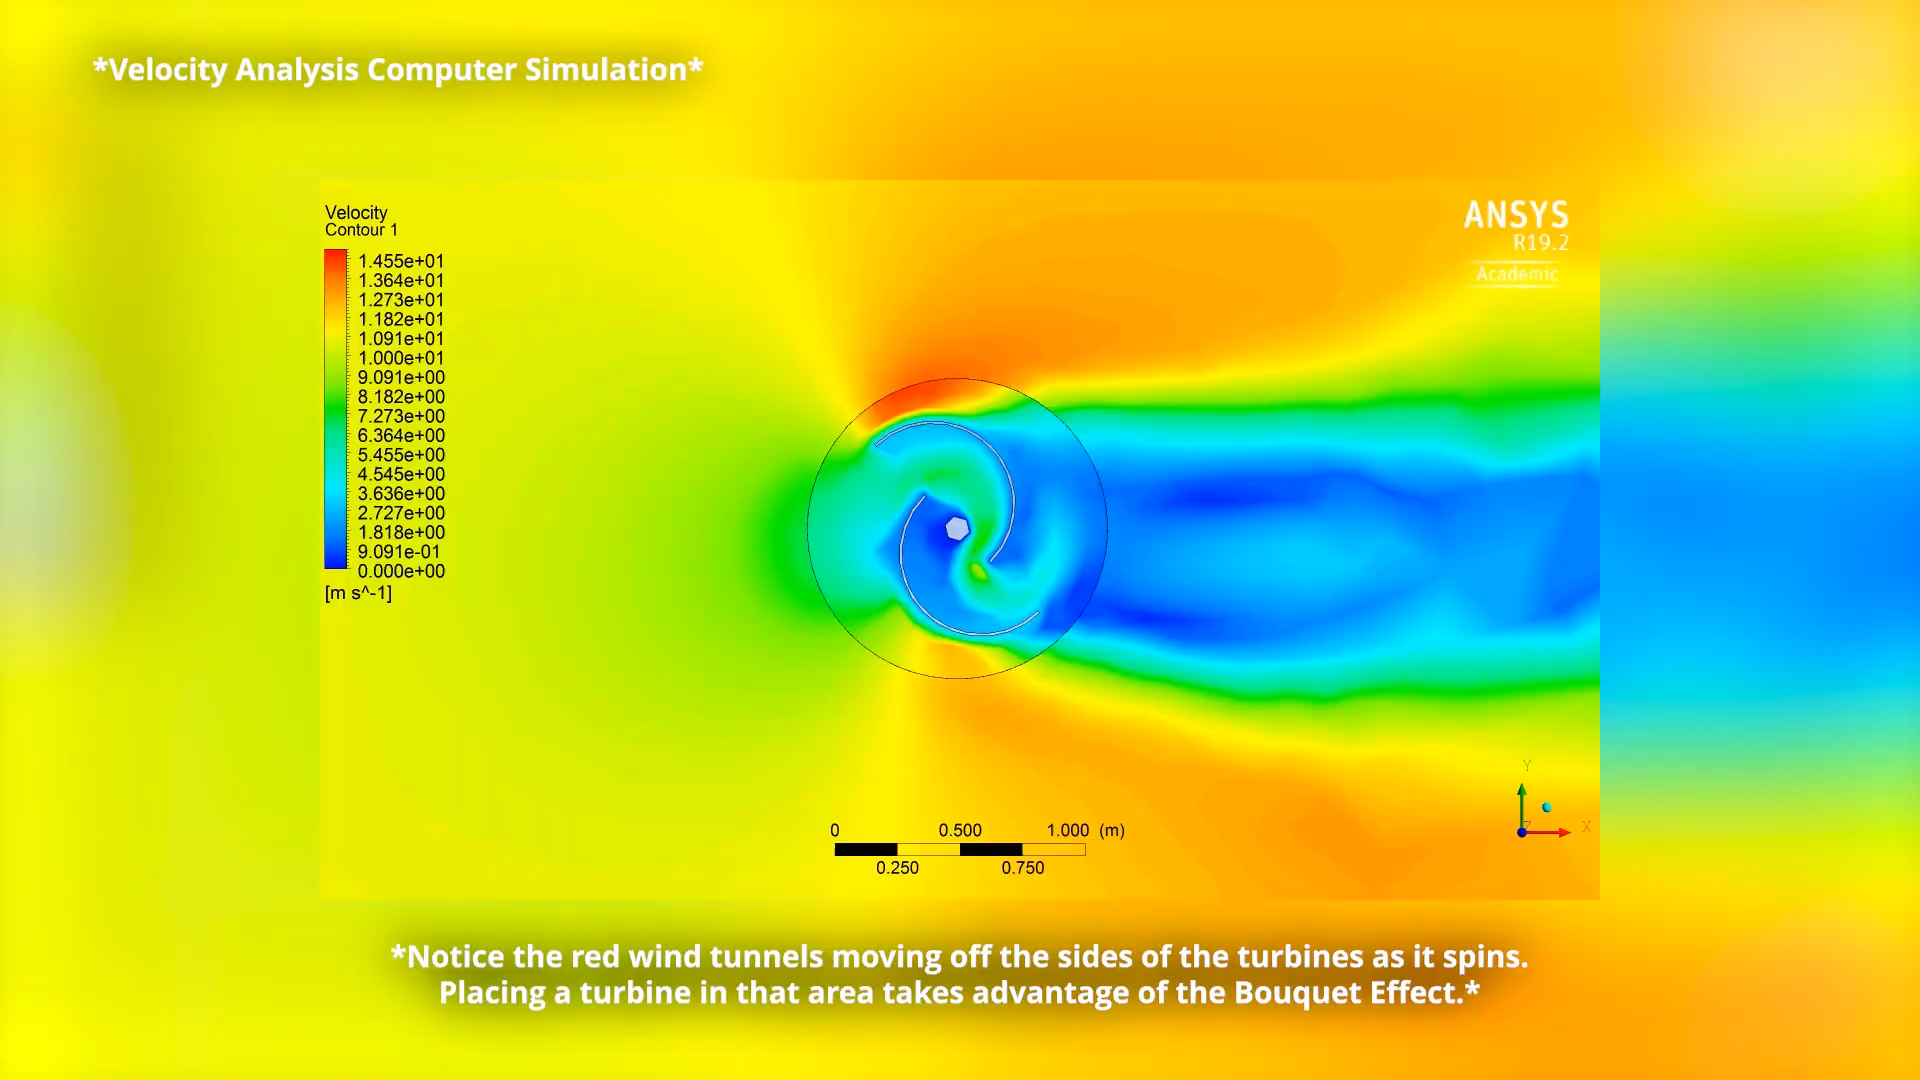 *Velocity Analysis Computer Simulation*
Velocity
Contour 1
1.455e+01
1.364e+01
1.273e+01
1.182e+01
1.091e+01
1.000e+01
9.091e+00
8.182e+00
7.273e+00
6.364e+00
5.455e+00
4.545e+00
3.636e+00
2.727e+00
1.818e+00
9.091e-01
0.000e+00
[m s^-1]
ANSYS
R19.2
Academic
Y
Z
X
0 0.500 1.000 (m)
0.250 0.750
*Notice the red wind tunnels moving off the sides of the turbines as it spins.
Placing a turbine in that area takes advantage of the Bouquet Effect.*